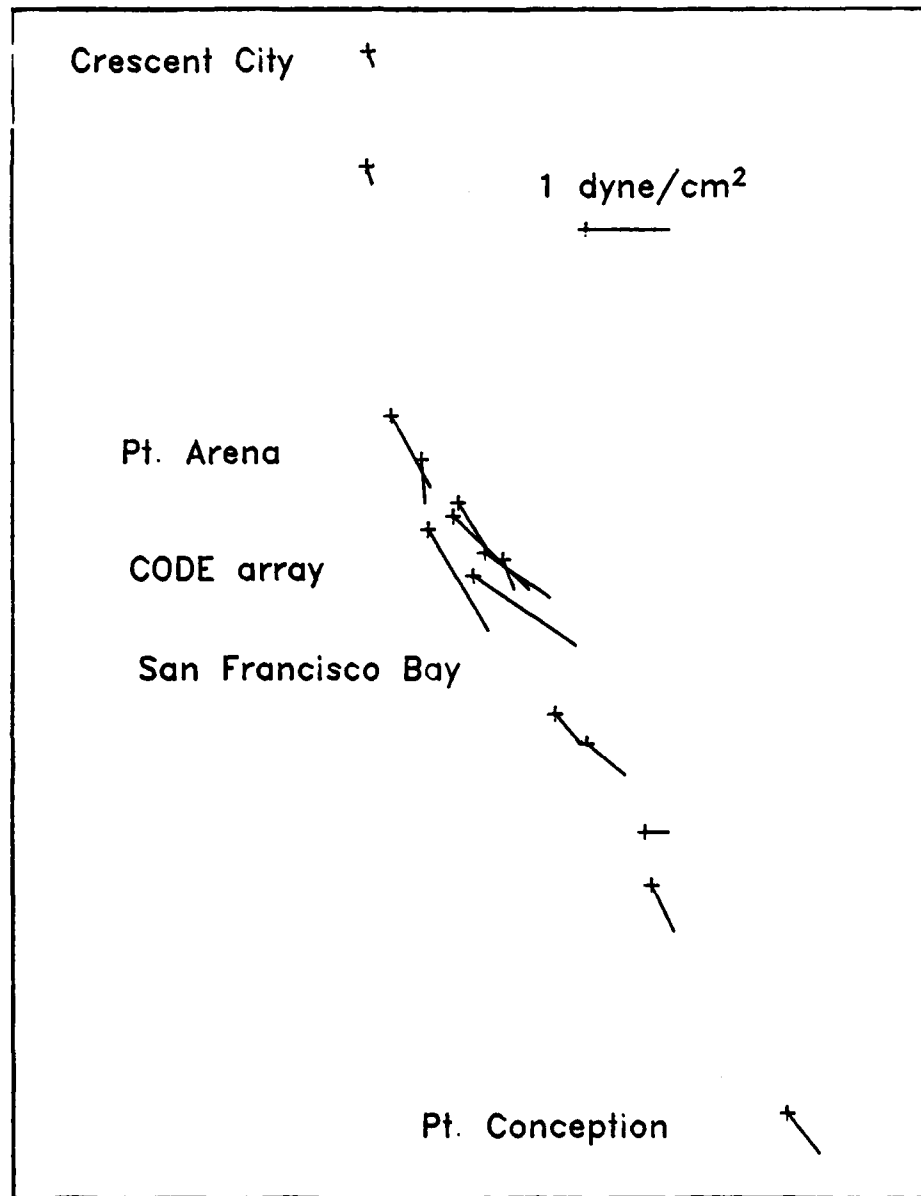 Crescent City
1 dyne/cm²
Pt. Arena
CODE array
San Francisco Bay
Pt. Conception